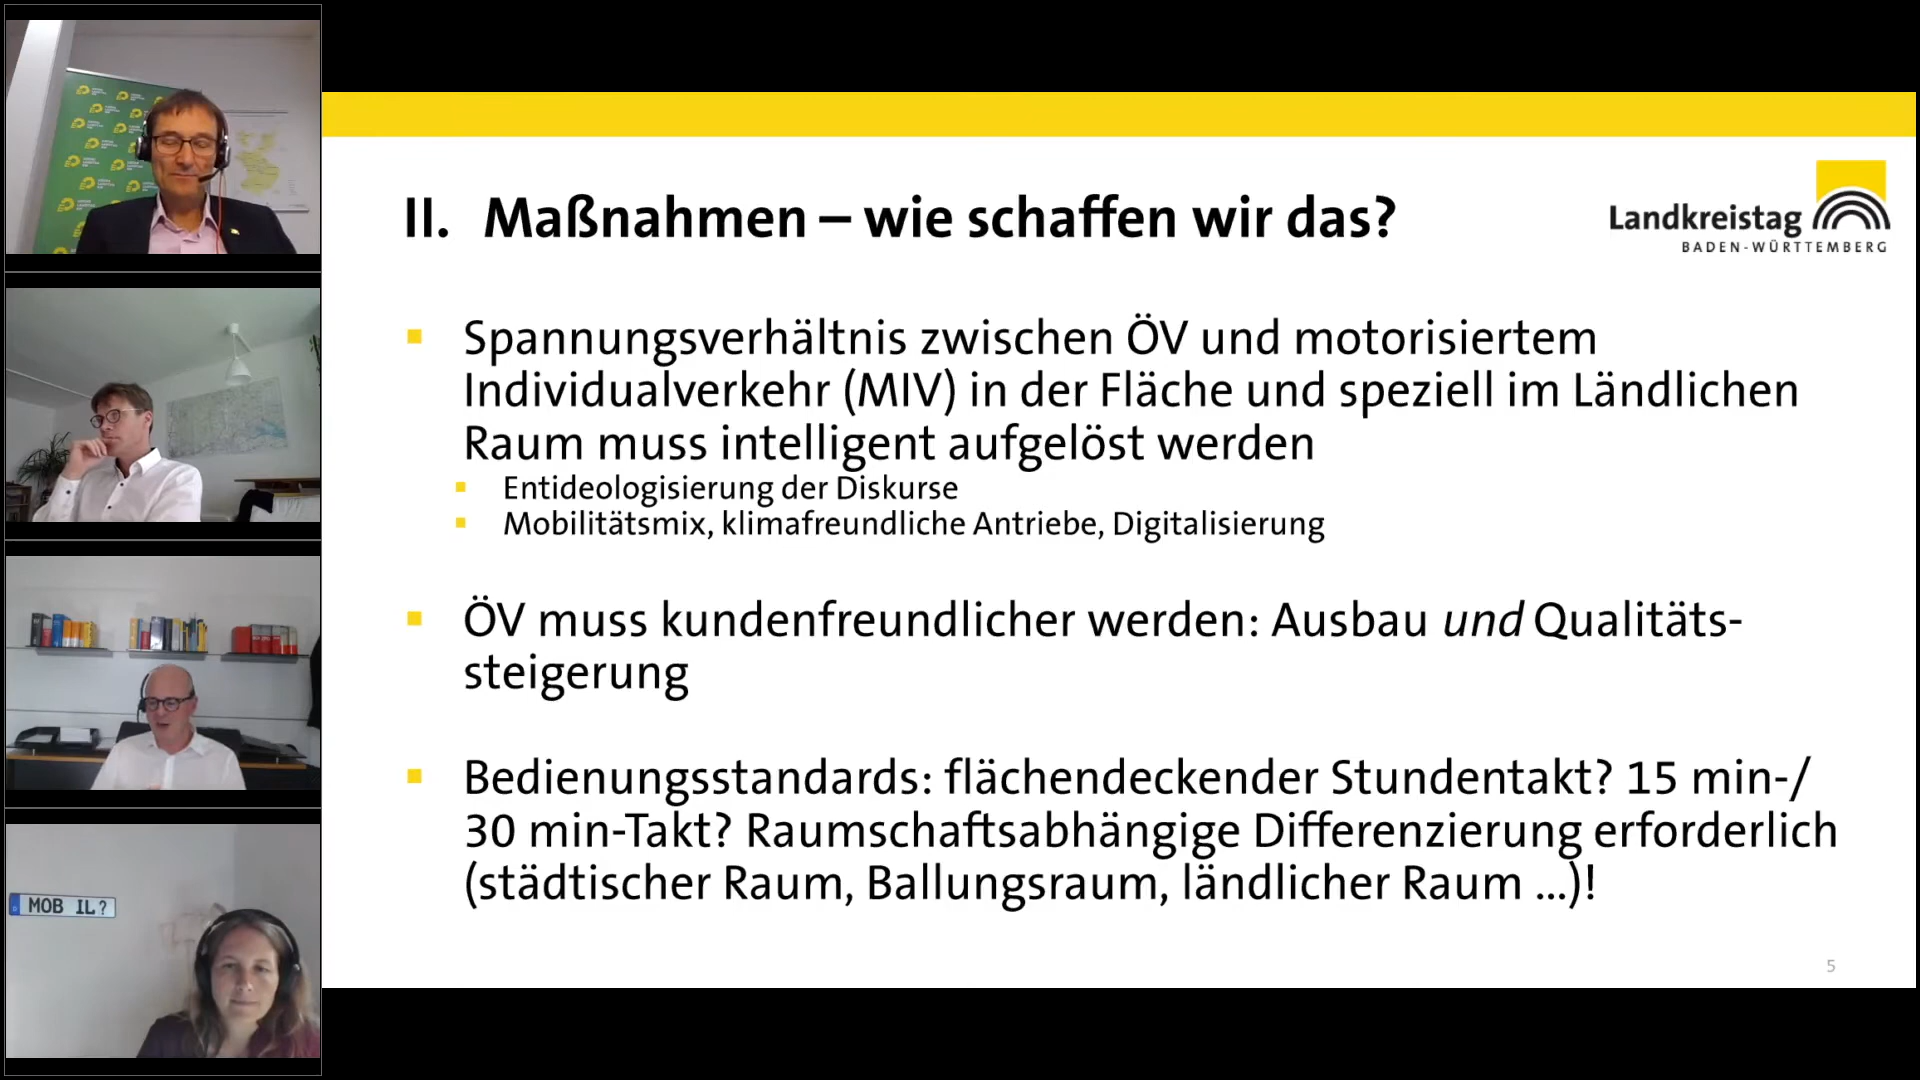 II. Maßnahmen – wie schaffen wir das?
Landkreistag
BADEN-WÜRTTEMBERG
Spannungsverhältnis zwischen ÖV und motorisiertem
Individualverkehr (MIV) in der Fläche und speziell im Ländlichen
Raum muss intelligent aufgelöst werden
Entideologisierung der Diskurse
Mobilitätsmix, klimafreundliche Antriebe, Digitalisierung
ÖV muss kundenfreundlicher werden: Ausbau und Qualitäts-
steigerung
Bedienungsstandards: flächendeckender Stundentakt? 15 min-/
30 min-Takt? Raumschaftsabhängige Differenzierung erforderlich
(städtischer Raum, Ballungsraum, ländlicher Raum ...)!
5
MOB IL?